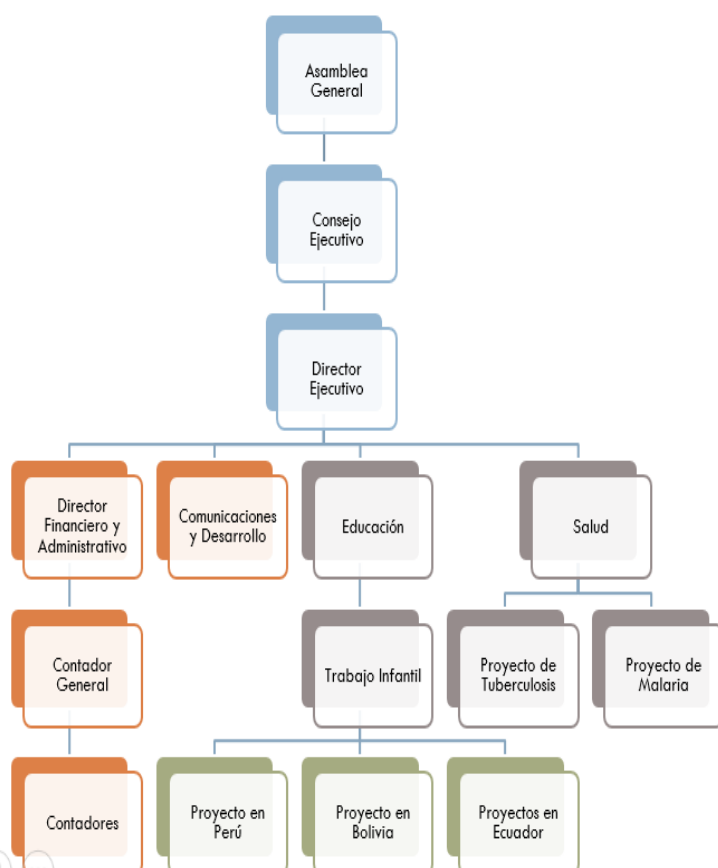 Asamblea
General
Consejo
Ejecutivo
Director
Ejecutivo
Director
Financiero y
Administrativo
Comunicaciones
y Desarrollo
Educación
Salud
Contador
General
Trabajo Infantil
Proyecto de
Tuberculosis
Proyecto de
Malaria
Contadores
Proyecto en
Perú
Proyecto en
Bolivia
Proyectos en
Ecuador